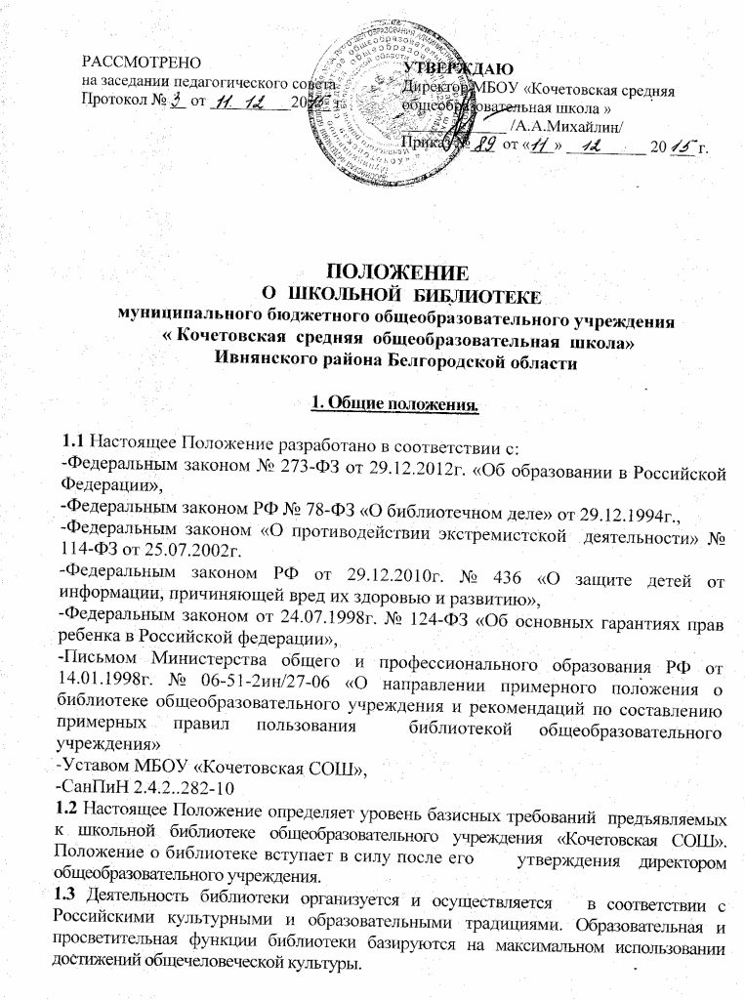 РАССМОТРЕНО
на заседании педагогического совета
Протокол № 3 от 11 12 2015 г.
УТВЕРЖДАЮ
Директор МБОУ «Кочетовская средняя
общеобразовательная школа »
/А.А.Михайлин/
Приказ № 89 от «11» 12 20 15 г.
ПОЛОЖЕНИЕ
О ШКОЛЬНОЙ БИБЛИОТЕКЕ
муниципального бюджетного общеобразовательного учреждения
« Кочетовская средняя общеобразовательная школа»
Ивнянского района Белгородской области
1. Общие положения.
1.1 Настоящее Положение разработано в соответствии с:
-Федеральным законом № 273-ФЗ от 29.12.2012г. «Об образовании в Российской
Федерации»,
-Федеральным законом РФ № 78-ФЗ «О библиотечном деле» от 29.12.1994г.,
-Федеральным законом «О противодействии экстремистской деятельности» №
114-ФЗ от 25.07.2002г.
-Федеральным законом РФ от 29.12.2010г. № 436 «О защите детей от
информации, причиняющей вред их здоровью и развитию»,
-Федеральным законом от 24.07.1998г. № 124-ФЗ «Об основных гарантиях прав
ребенка в Российской федерации»,
-Письмом Министерства общего и профессионального образования РФ от
14.01.1998г. № 06-51-2ин/27-06 «О направлении примерного положения о
библиотеке общеобразовательного учреждения и рекомендаций по составлению
примерных правил пользования библиотекой общеобразовательного
учреждения»
-Уставом МБОУ «Кочетовская СОШ»,
-СанПиН 2.4.2..282-10
1.2 Настоящее Положение определяет уровень базисных требований предъявляемых
к школьной библиотеке общеобразовательного учреждения «Кочетовская СОШ».
Положение о библиотеке вступает в силу после его утверждения директором
общеобразовательного учреждения.
1.3 Деятельность библиотеки организуется и осуществляется в соответствии с
Российскими культурными и образовательными традициями. Образовательная и
просветительная функции библиотеки базируются на максимальном использовании
достижений общечеловеческой культуры.